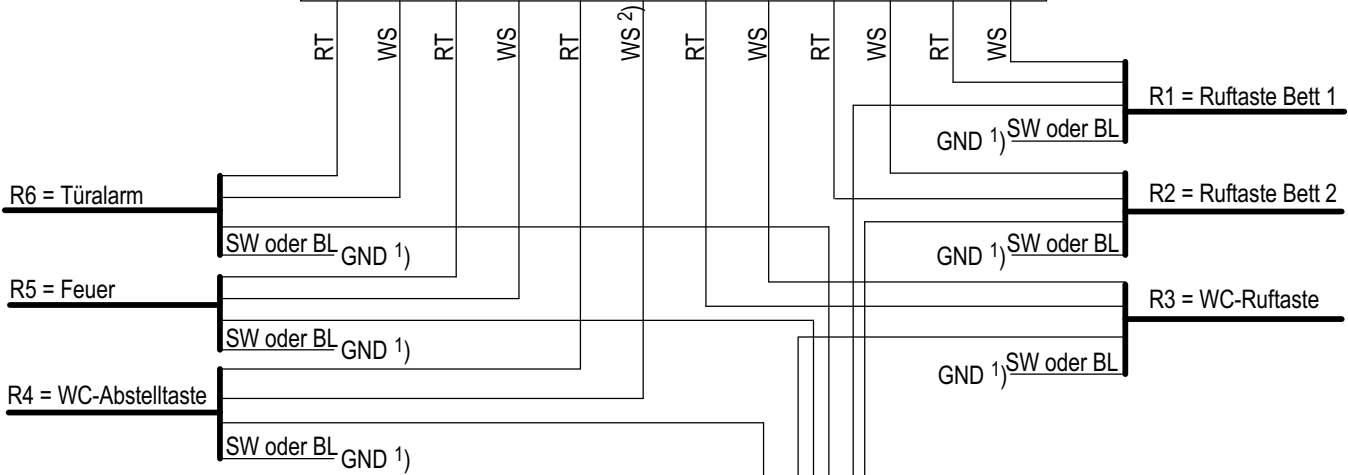 RT WS RT WS RT WS 2) RT WS RT WS RT WS
R1 = Ruftaste Bett 1
GND 1) SW oder BL
R6 = Türalarm
R2 = Ruftaste Bett 2
SW oder BL GND 1)
GND 1) SW oder BL
R5 = Feuer
R3 = WC-Ruftaste
SW oder BL GND 1)
GND 1) SW oder BL
R4 = WC-Abstelltaste
SW oder BL GND 1)